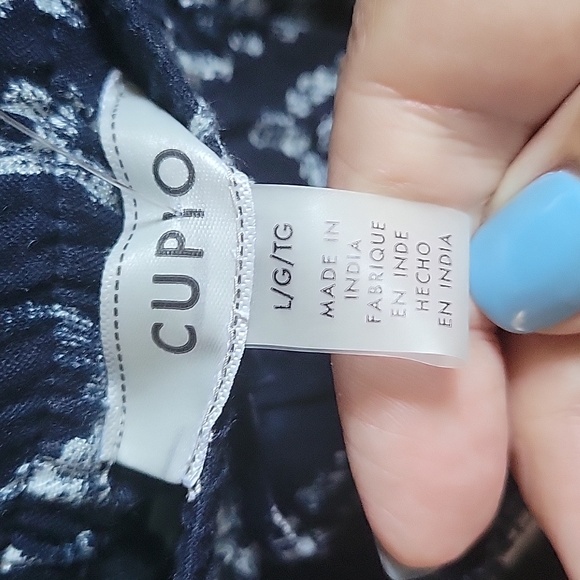 CUPIO
L/G/TG
MADE IN
INDIA
FABRIQUE
EN INDE
HECHO
EN INDIA